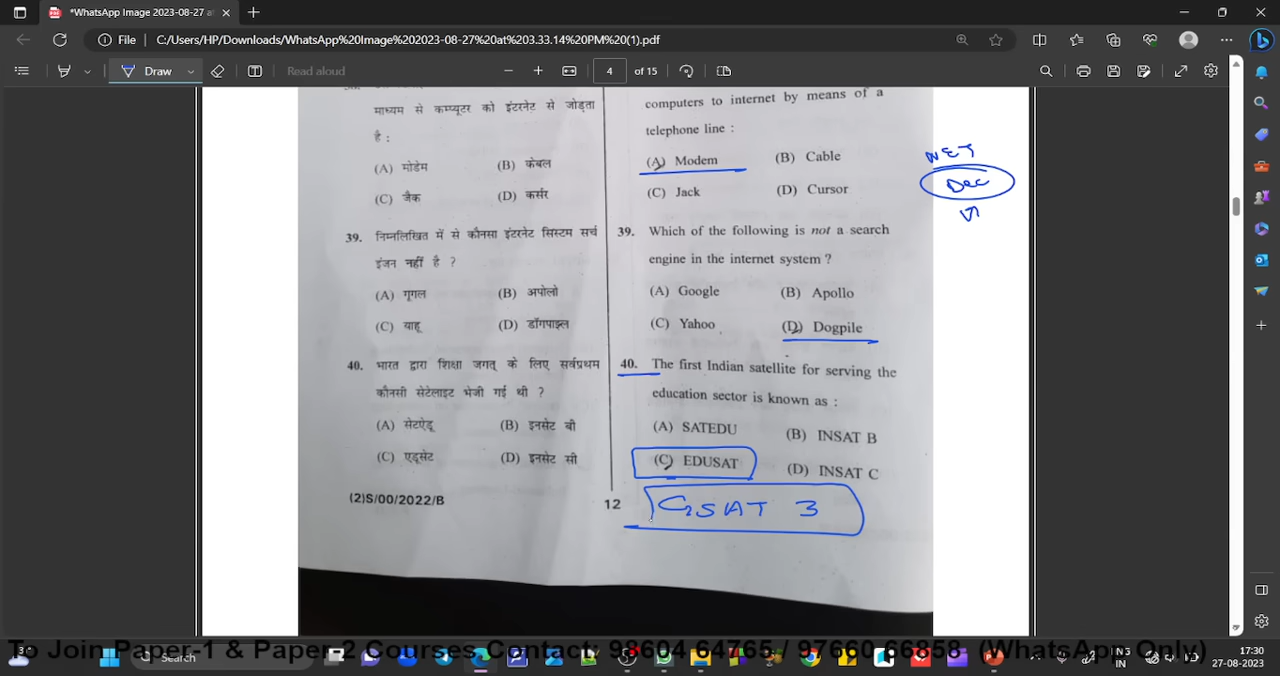 *WhatsApp Image 2023-08-27 at
File
C:/Users/HP/Downloads/WhatsApp%20Image%202023-08-27%20at%203.33.14%20PM%20(1).pdf
Draw
Read aloud
4
of 15
माध्यम से कम्प्यूटर को इंटरनेट से जोड़ता
है :
(A) मोडेम
(B) केबल
(C) जैक
(D) कर्सर
39. निम्नलिखित में से कौनसा इंटरनेट सिस्टम सर्च
इंजन नहीं है ?
(A) गूगल
(B) अपोलो
(C) याहू
(D) डॉगपाइल
40. भारत द्वारा शिक्षा जगत् के लिए सर्वप्रथम
कौनसी सेटेलाइट भेजी गई थी ?
(A) सेटऐडू
(B) इनसेट बी
(C) एडूसेट
(D) इनसेट सी
(2)S/00/2022/B
12
computers to internet by means of a
telephone line :
(A) Modem
(B) Cable
(C) Jack
(D) Cursor
39. Which of the following is not a search
engine in the internet system ?
(A) Google
(B) Apollo
(C) Yahoo
(D) Dogpile
40. The first Indian satellite for serving the
education sector is known as :
(A) SATEDU
(B) INSAT B
(C) EDUSAT
(D) INSAT C
GSAT 3
NET
Dec
To Join Paper-1 & Paper-2 Courses Contact: 98604 64765 / 97660 66858 (WhatsApp Only)
Search
ENG
IN
17:30
27-08-2023